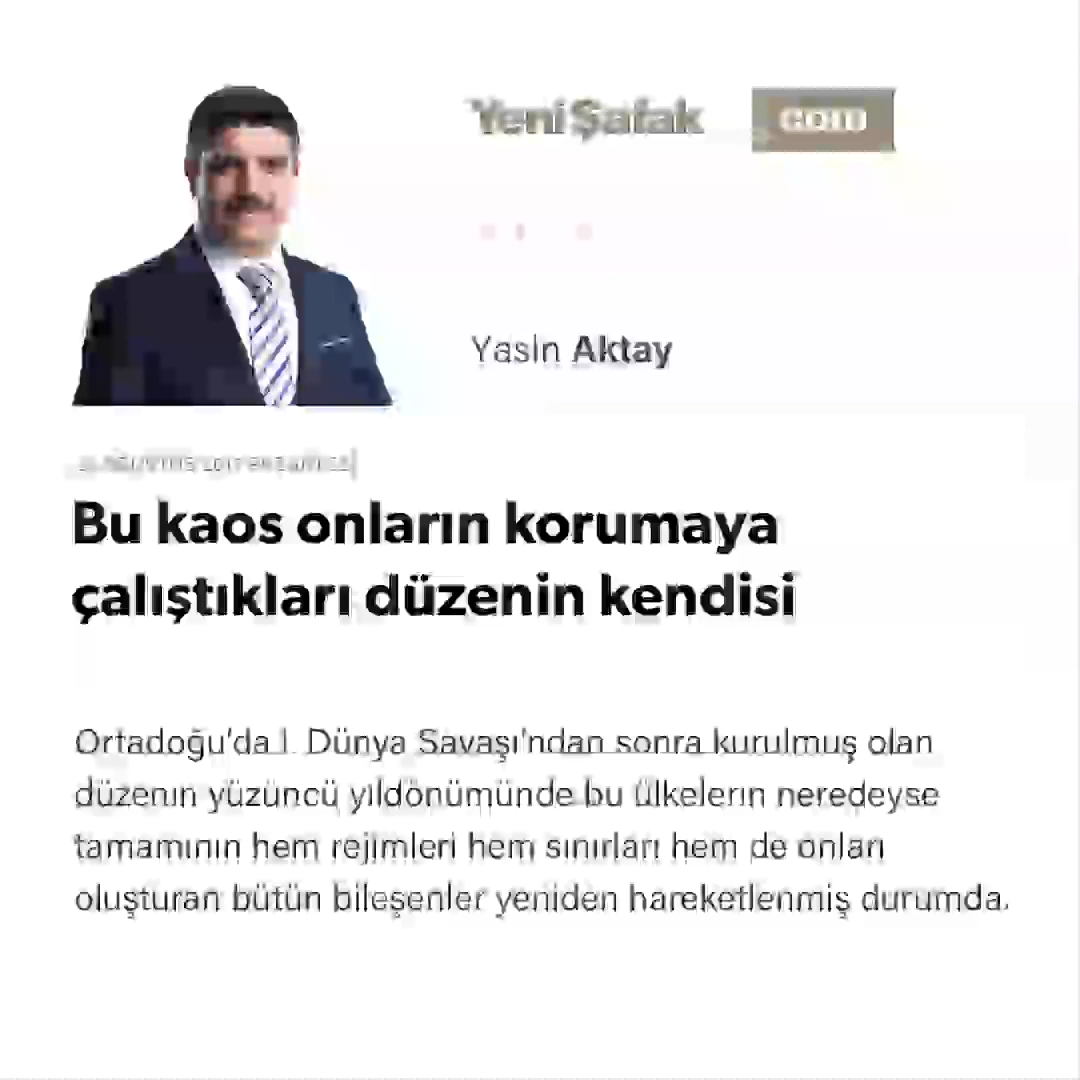 Yeni Şafak com
Yasin Aktay
Bu kaos onların korumaya
çalıştıkları düzenin kendisi
Ortadoğu'da I. Dünya Savaşı'ndan sonra kurulmuş olan
düzenin yüzüncü yıldönümünde bu ülkelerin neredeyse
tamamının hem rejimleri hem sınırları hem de onları
oluşturan bütün bileşenler yeniden hareketlenmiş durumda.